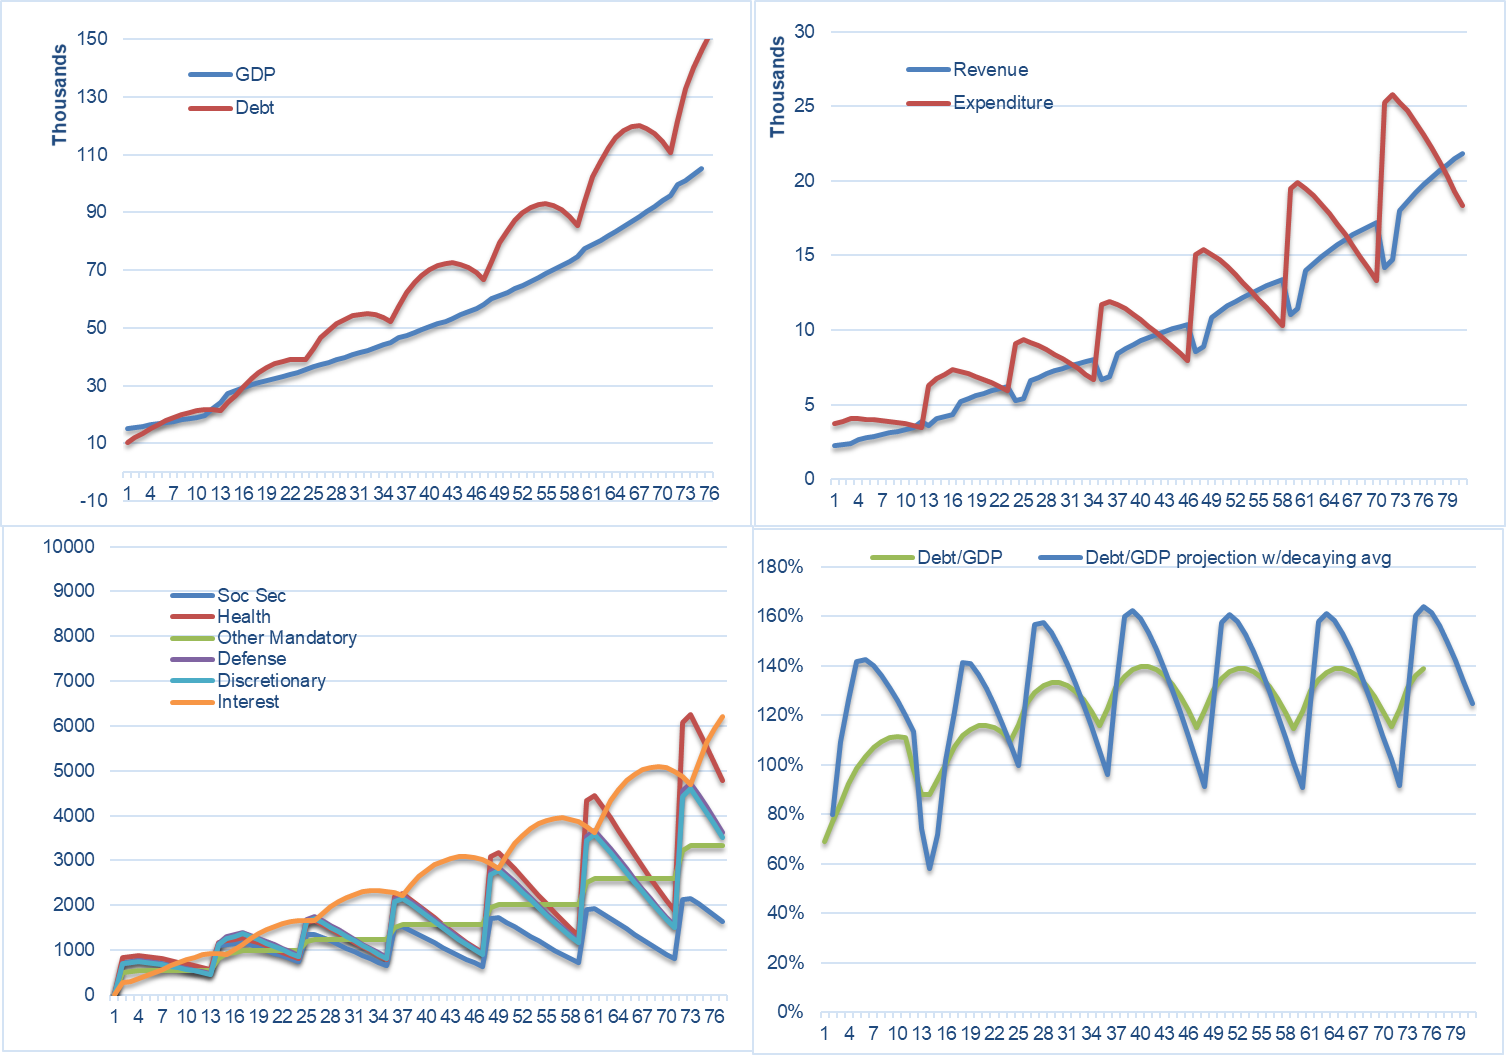 Thousands
150
130
110
90
70
50
30
10
-10
GDP
Debt
1 4 7 10 13 16 19 22 25 28 31 34 37 40 43 46 49 52 55 58 61 64 67 70 73 76
Thousands
30
25
20
15
10
5
0
Revenue
Expenditure
1 4 7 10 13 16 19 22 25 28 31 34 37 40 43 46 49 52 55 58 61 64 67 70 73 76 79
10000
9000
8000
7000
6000
5000
4000
3000
2000
1000
0
Soc Sec
Health
Other Mandatory
Defense
Discretionary
Interest
1 4 7 10 13 16 19 22 25 28 31 34 37 40 43 46 49 52 55 58 61 64 67 70 73 76
Debt/GDP Debt/GDP projection w/decaying avg
180%
160%
140%
120%
100%
80%
60%
40%
20%
0%
1 4 7 10 13 16 19 22 25 28 31 34 37 40 43 46 49 52 55 58 61 64 67 70 73 76 79